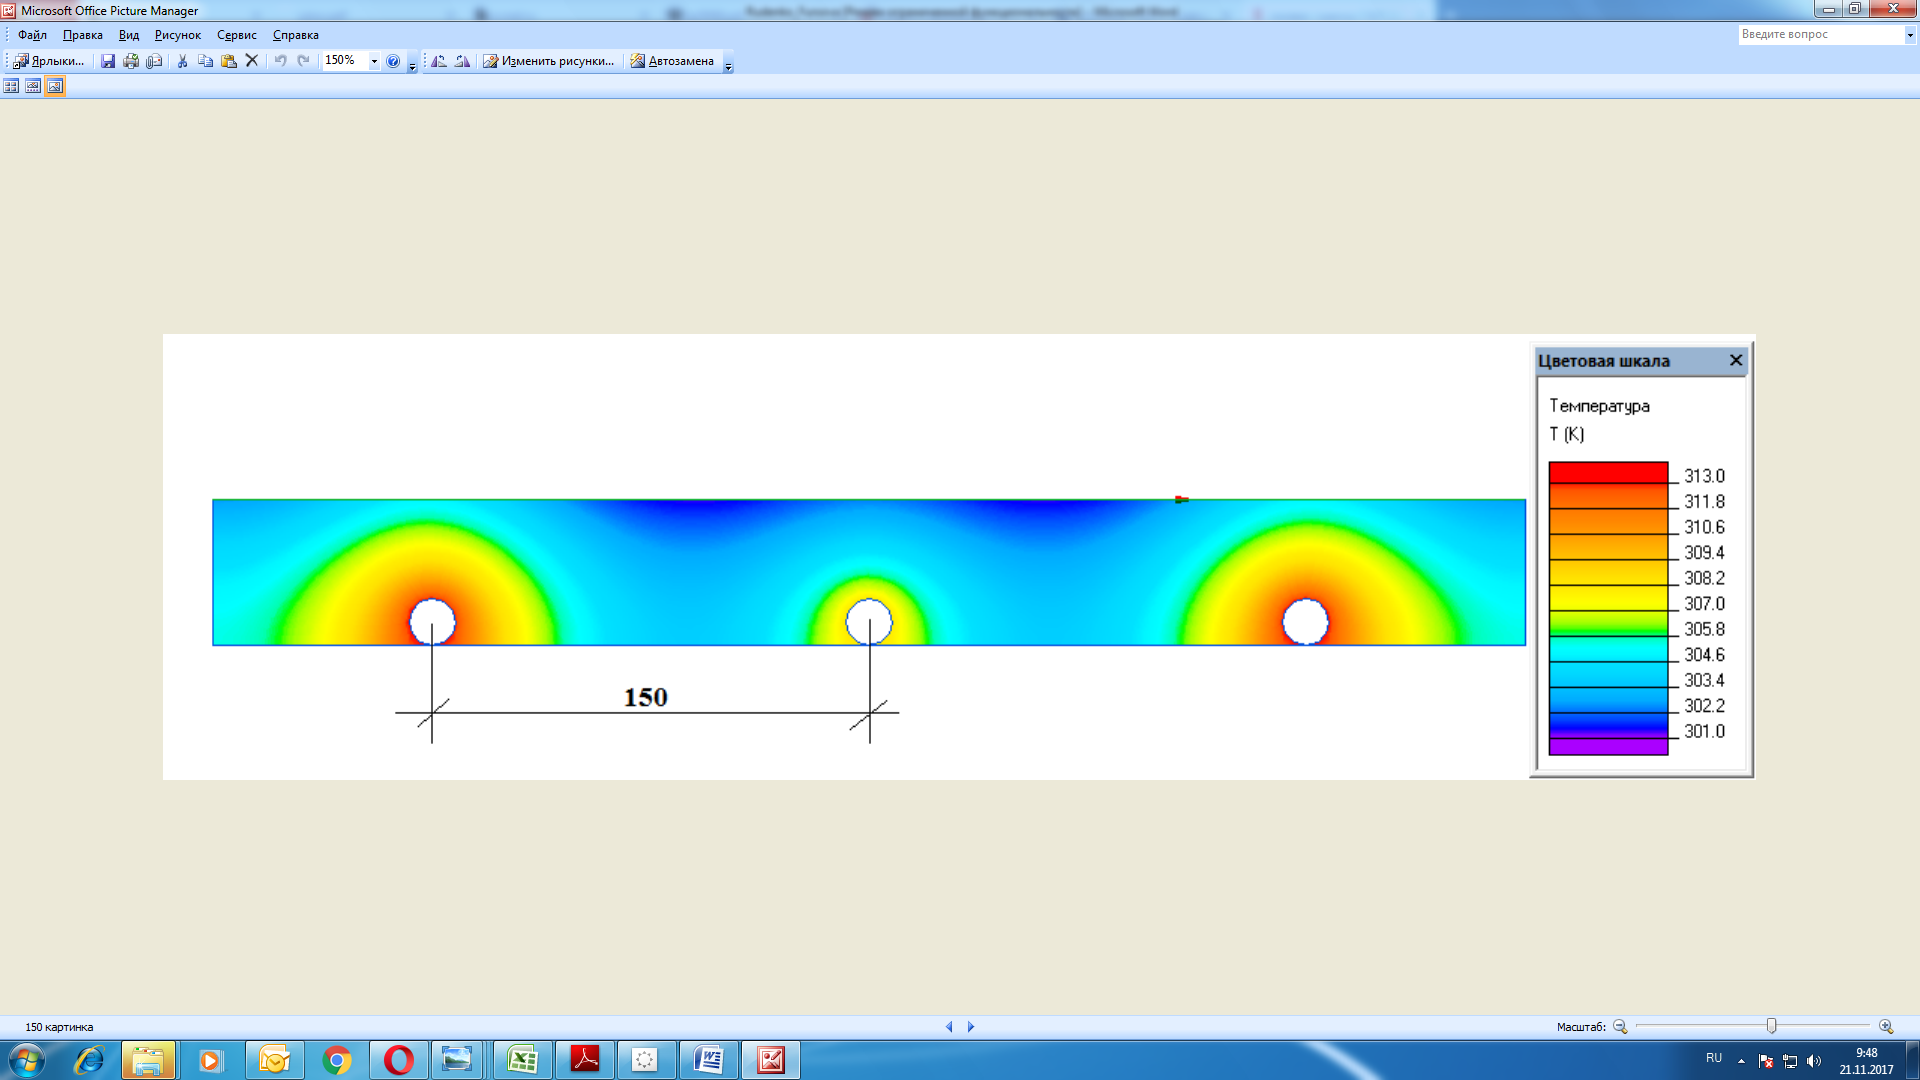 Microsoft Office Picture Manager
Файл Правка Вид Рисунок Сервис Справка
Введите вопрос
Ярлыки... 150% Изменить рисунки... Автозамена
Цветовая шкала
Температура
T (K)
313.0
311.8
310.6
309.4
308.2
307.0
305.8
304.6
303.4
302.2
301.0
150
150 картинка
Масштаб:
RU
9:48
21.11.2017